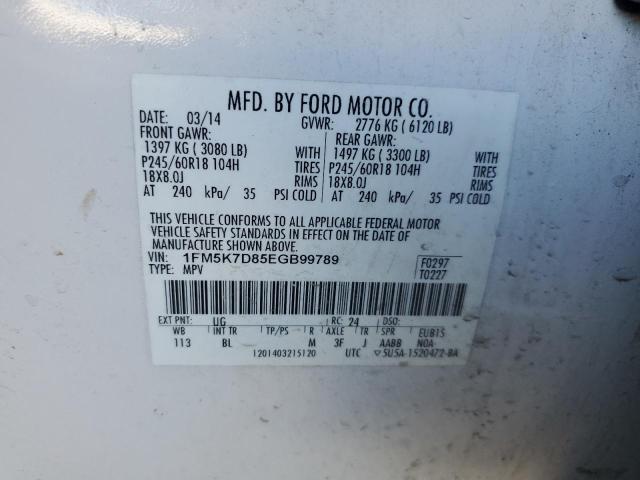 MFD. BY FORD MOTOR CO.
DATE: 03/14 GVWR: 2776 KG ( 6120 LB)
FRONT GAWR: REAR GAWR:
1397 KG ( 3080 LB) WITH 1497 KG ( 3300 LB) WITH
P245/60R18 104H TIRES P245/60R18 104H TIRES
18X8.0J RIMS 18X8.0J RIMS
AT 240 kPa/ 35 PSI COLD AT 240 kPa/ 35 PSI COLD
THIS VEHICLE CONFORMS TO ALL APPLICABLE FEDERAL MOTOR
VEHICLE SAFETY STANDARDS IN EFFECT ON THE DATE OF
MANUFACTURE SHOWN ABOVE.
VIN: 1FM5K7D85EGB99789 F0297
TYPE: MPV T0227
EXT PNT: UG RC: 24 DSO:
WB INT TR TP/PS R AXLE TR SPR EUB15
113 BL M 3F J AABB NOA
1201403215120 UTC ▽5U5A-1520472-BA